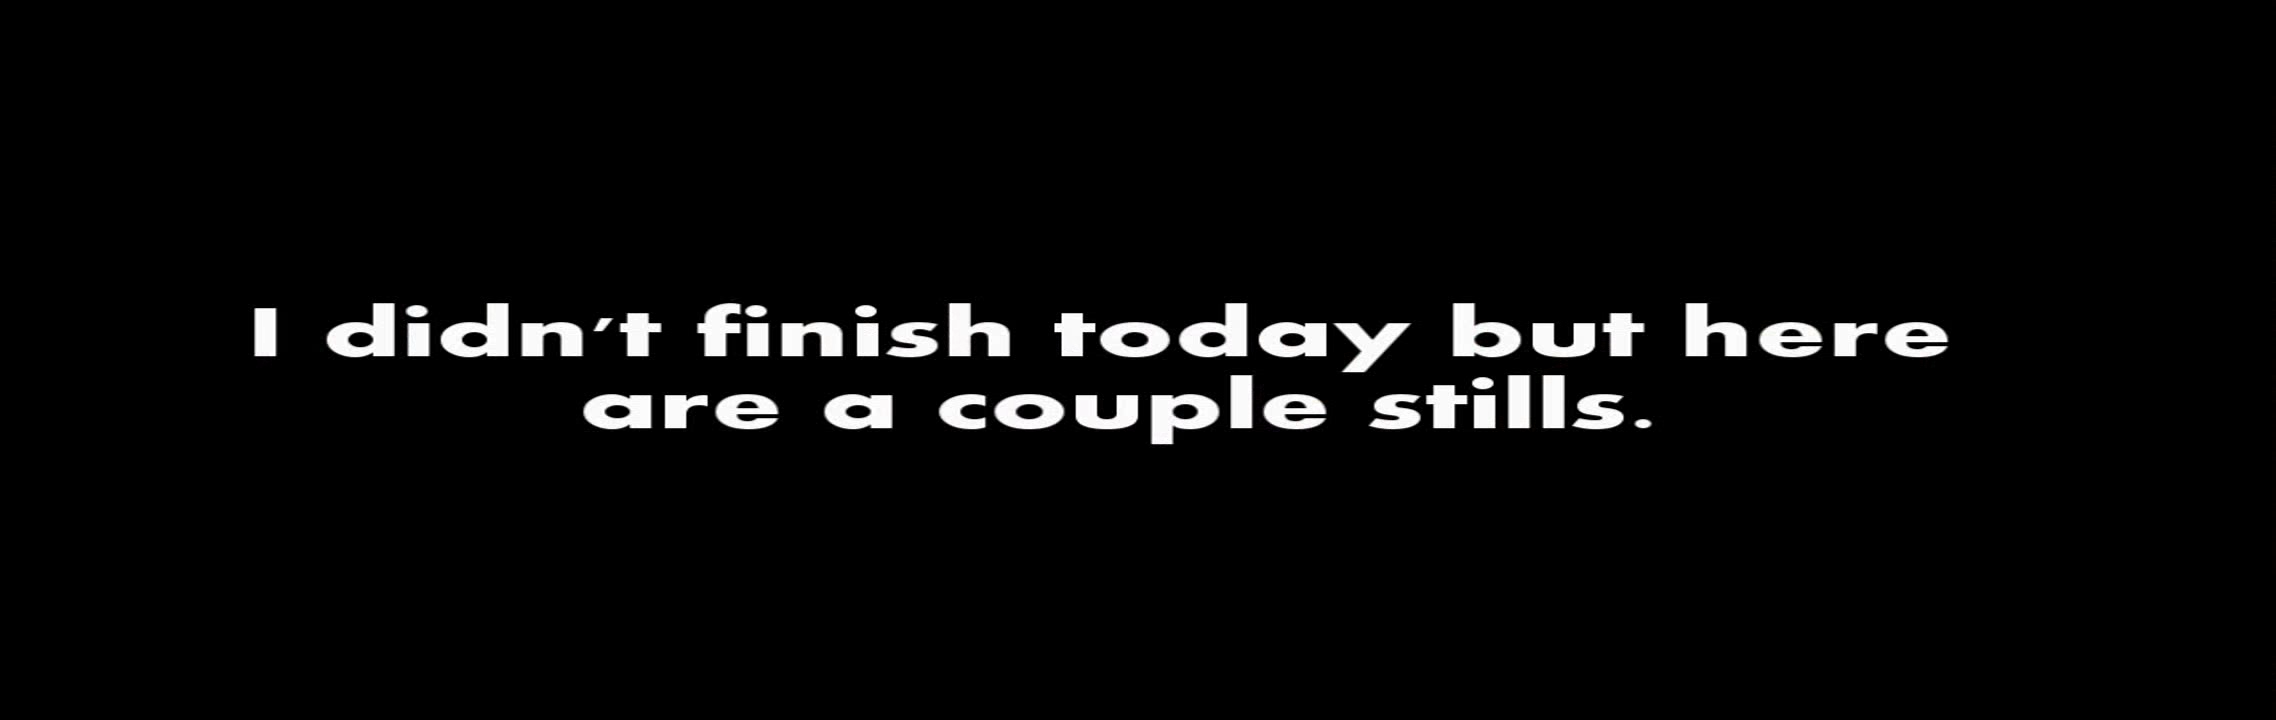 I didn't finish today but here
are a couple stills.